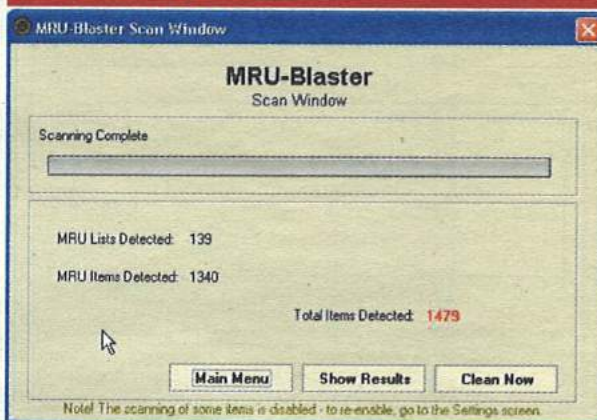 MRU-Blaster Scan Window
MRU-Blaster
Scan Window
Scanning Complete
MRU Lists Detected: 139
MRU Items Detected: 1340
Total Items Detected: 1479
Main Menu Show Results Clean Now
Note! The scanning of some items is disabled - to re-enable, go to the Settings screen.